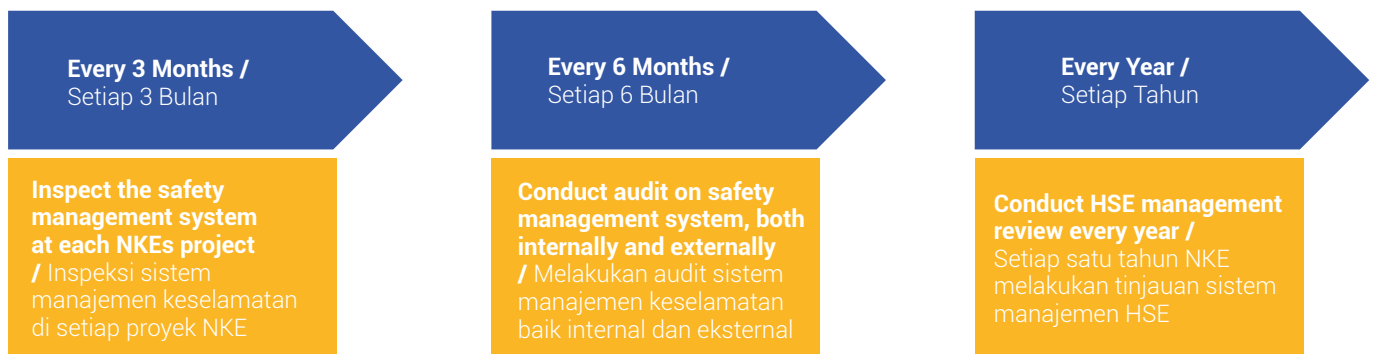 Every 3 Months /
Setiap 3 Bulan
Inspect the safety
management system
at each NKEs project
/ Inspeksi sistem
manajemen keselamatan
di setiap proyek NKE
Every 6 Months /
Setiap 6 Bulan
Conduct audit on safety
management system, both
internally and externally
/ Melakukan audit sistem
manajemen keselamatan
baik internal dan eksternal
Every Year /
Setiap Tahun
Conduct HSE management
review every year /
Setiap satu tahun NKE
melakukan tinjauan sistem
manajemen HSE